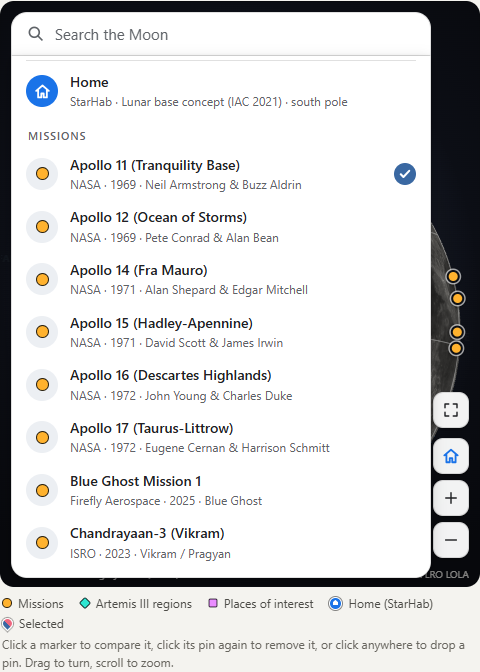 Search the Moon
Home
StarHab · Lunar base concept (IAC 2021) · south pole
MISSIONS
Apollo 11 (Tranquility Base)
NASA · 1969 · Neil Armstrong & Buzz Aldrin
Apollo 12 (Ocean of Storms)
NASA · 1969 · Pete Conrad & Alan Bean
Apollo 14 (Fra Mauro)
NASA · 1971 · Alan Shepard & Edgar Mitchell
Apollo 15 (Hadley-Apennine)
NASA · 1971 · David Scott & James Irwin
Apollo 16 (Descartes Highlands)
NASA · 1972 · John Young & Charles Duke
Apollo 17 (Taurus-Littrow)
NASA · 1972 · Eugene Cernan & Harrison Schmitt
Blue Ghost Mission 1
Firefly Aerospace · 2025 · Blue Ghost
Chandrayaan-3 (Vikram)
ISRO · 2023 · Vikram / Pragyan
LOLA
Missions Artemis III regions Places of interest Home (StarHab)
Selected
Click a marker to compare it, click its pin again to remove it, or click anywhere to drop a
pin. Drag to turn, scroll to zoom.